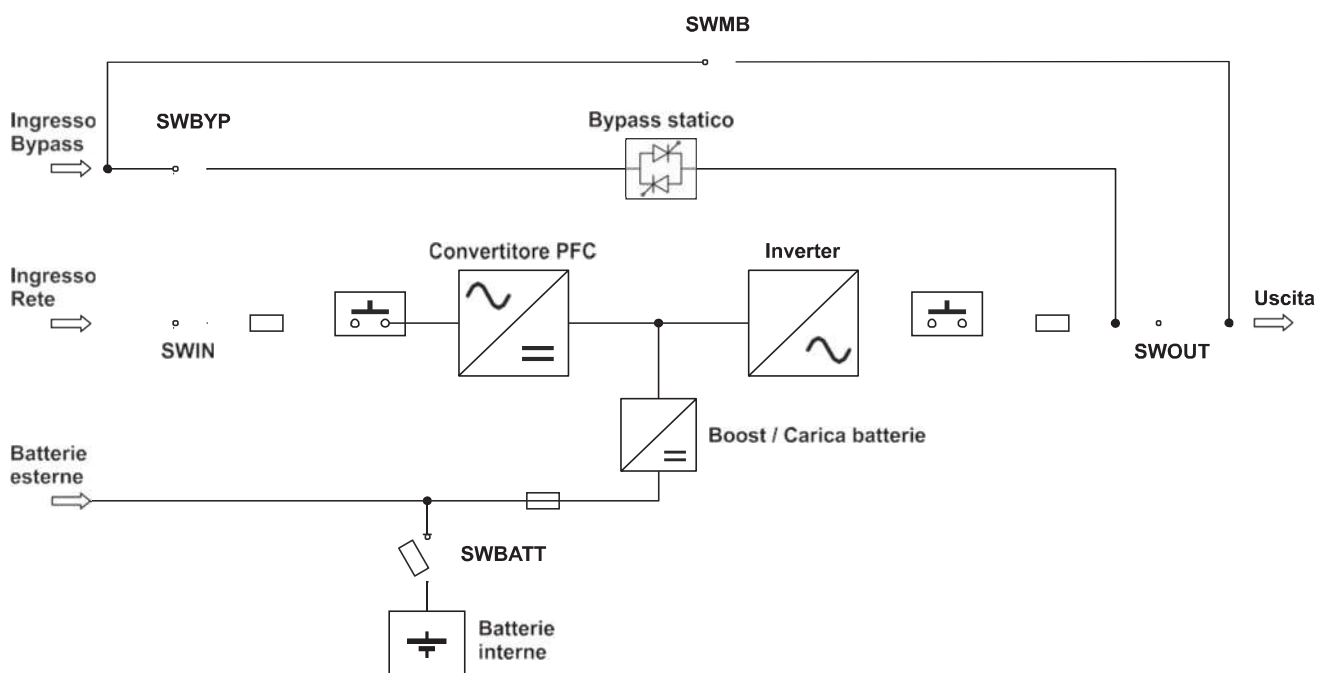 SWMB
Ingresso
Bypass
SWBYP
Bypass statico
Convertitore PFC
Inverter
Ingresso
Rete
Uscita
SWIN
SWOUT
Boost / Carica batterie
Batterie
esterne
SWBATT
Batterie
interne